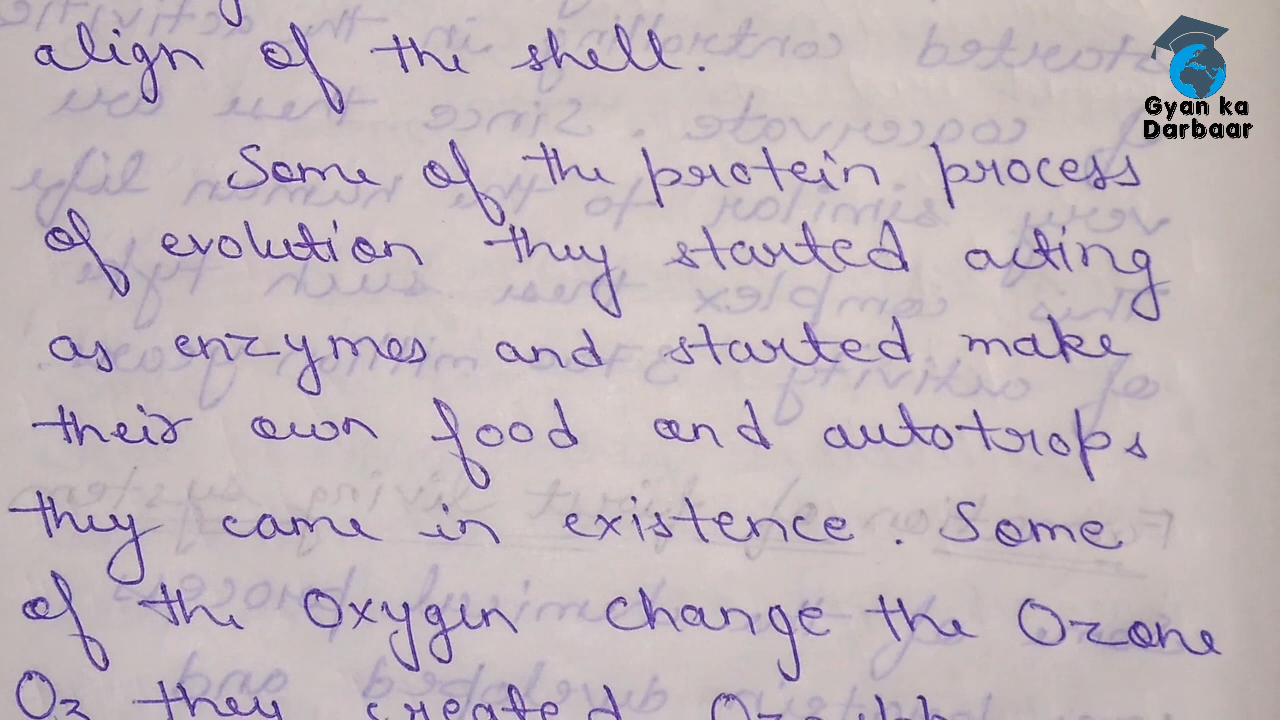 align of the shell.
Gyan ka
Darbaar
Some of the protein process
of evolution they started acting
as enzymes and started make
their own food and autotrops
they came in existence. Some
of the Oxygen change the Ozone
they created